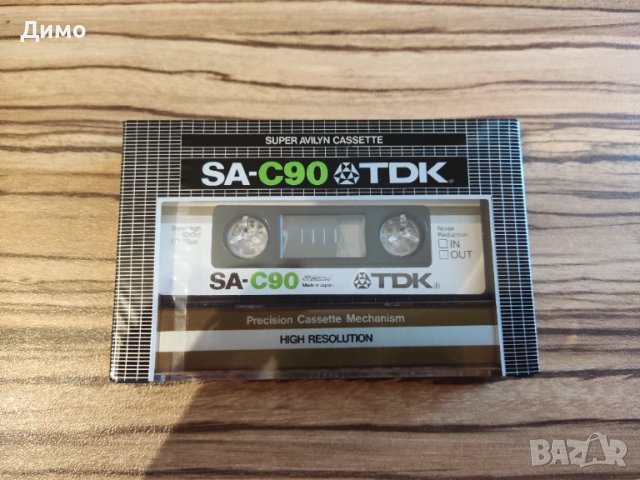 Димо
SUPER AVILYN CASSETTE
SA-C90 TDK
Noise
Reduction
IN
OUT
SA-C90 TDK
Made in Japan
Precision Cassette Mechanism
HIGH RESOLUTION
BAZAR